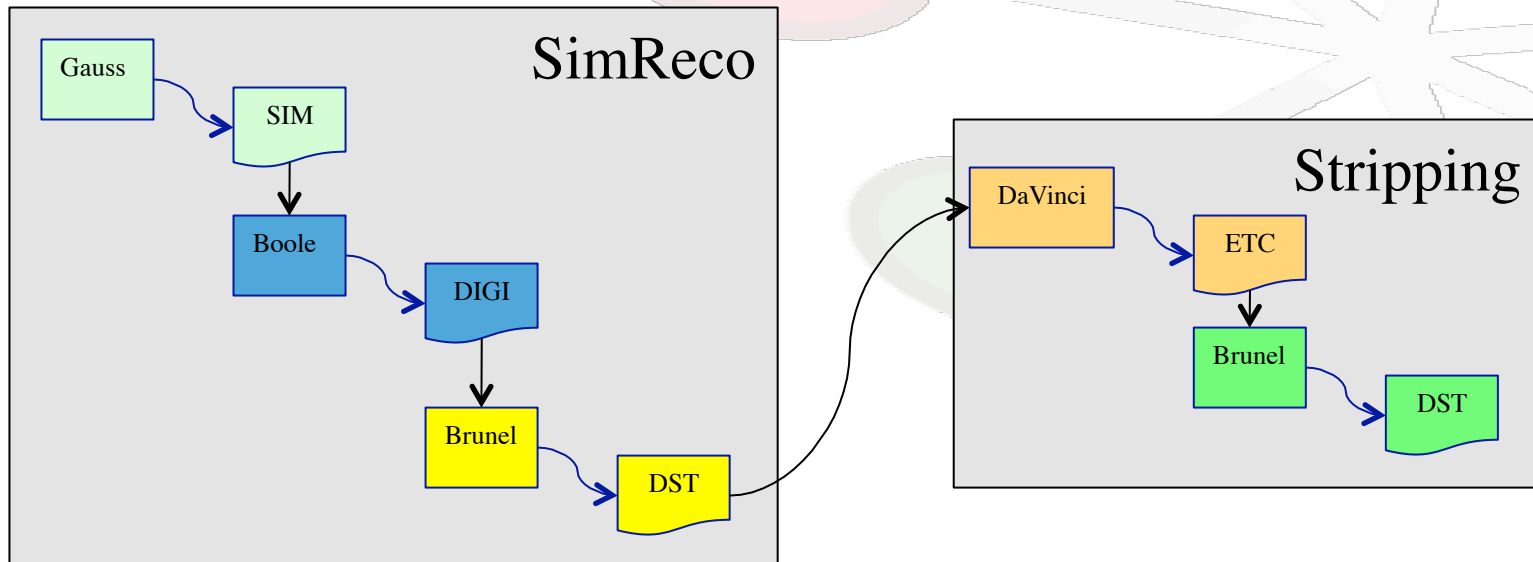 SimReco
Gauss
SIM
Boole
DIGI
Brunel
DST
Stripping
DaVinci
ETC
Brunel
DST